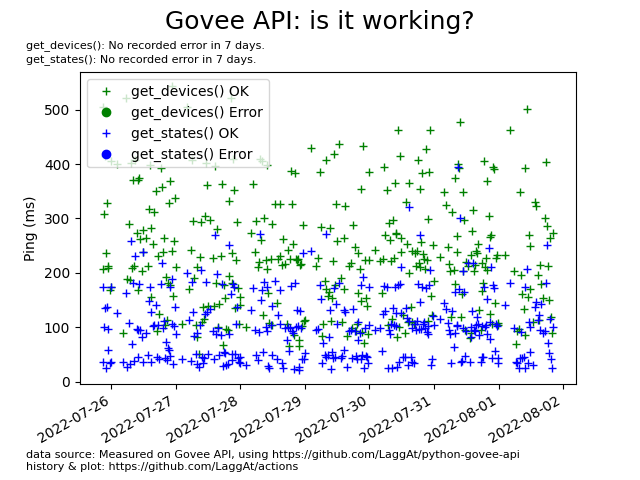 Govee API: is it working?
get_devices(): No recorded error in 7 days.
get_states(): No recorded error in 7 days.
get_devices() OK
get_devices() Error
get_states() OK
get_states() Error
Ping (ms)
500
400
300
200
100
0
2022-07-26
2022-07-27
2022-07-28
2022-07-29
2022-07-30
2022-07-31
2022-08-01
2022-08-02
data source: Measured on Govee API, using https://github.com/LaggAt/python-govee-api
history & plot: https://github.com/LaggAt/actions